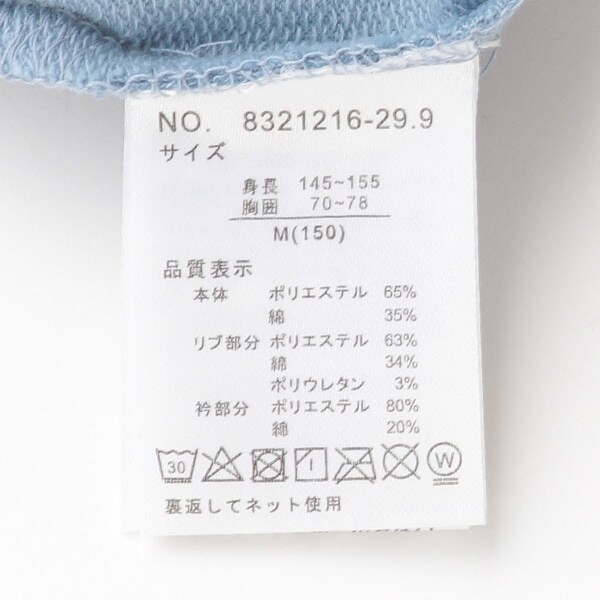 NO. 8321216-29.9
サイズ
身長 145~155
胸囲 70~78
M(150)
品質表示
本体 ポリエステル 65%
綿 35%
リブ部分 ポリエステル 63%
綿 34%
ポリウレタン 3%
衿部分 ポリエステル 80%
綿 20%
30 W
裏返してネット使用